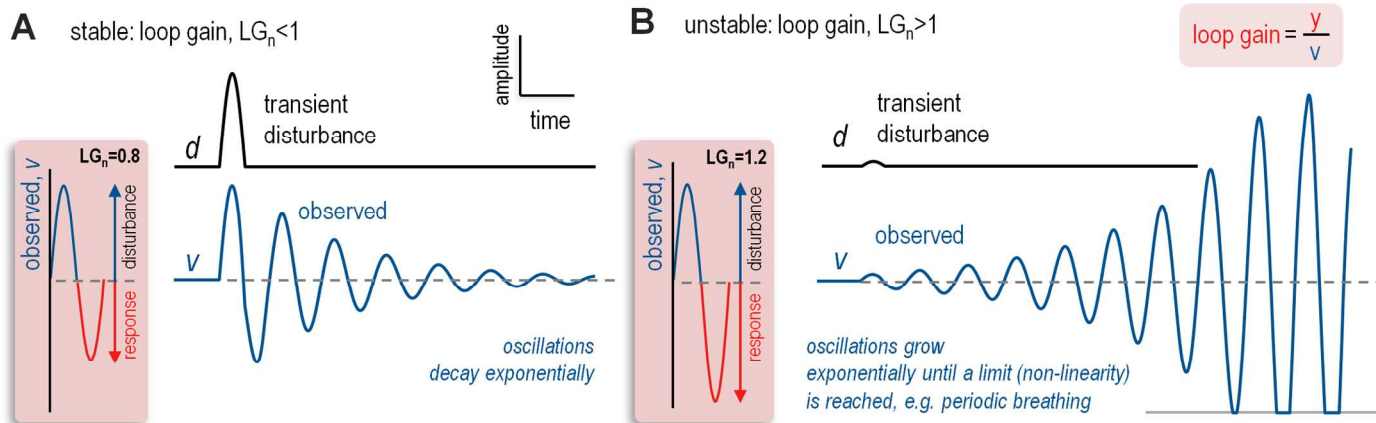 A
stable: loop gain, LGn<1
amplitude
time
transient
disturbance
d
LGn=0.8
observed, v
disturbance
response
observed
v
oscillations
decay exponentially
B
unstable: loop gain, LGn>1
loop gain = y
v
transient
disturbance
d
LGn=1.2
observed, v
disturbance
response
observed
v
oscillations grow
exponentially until a limit (non-linearity)
is reached, e.g. periodic breathing